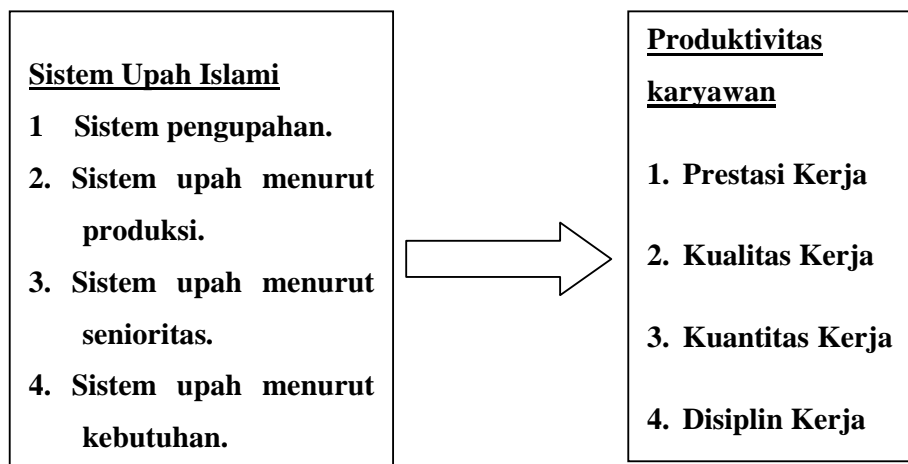 Sistem Upah Islami
1 Sistem pengupahan.
2. Sistem upah menurut
produksi.
3. Sistem upah menurut
senioritas.
4. Sistem upah menurut
kebutuhan.
Produktivitas
karyawan
1. Prestasi Kerja
2. Kualitas Kerja
3. Kuantitas Kerja
4. Disiplin Kerja